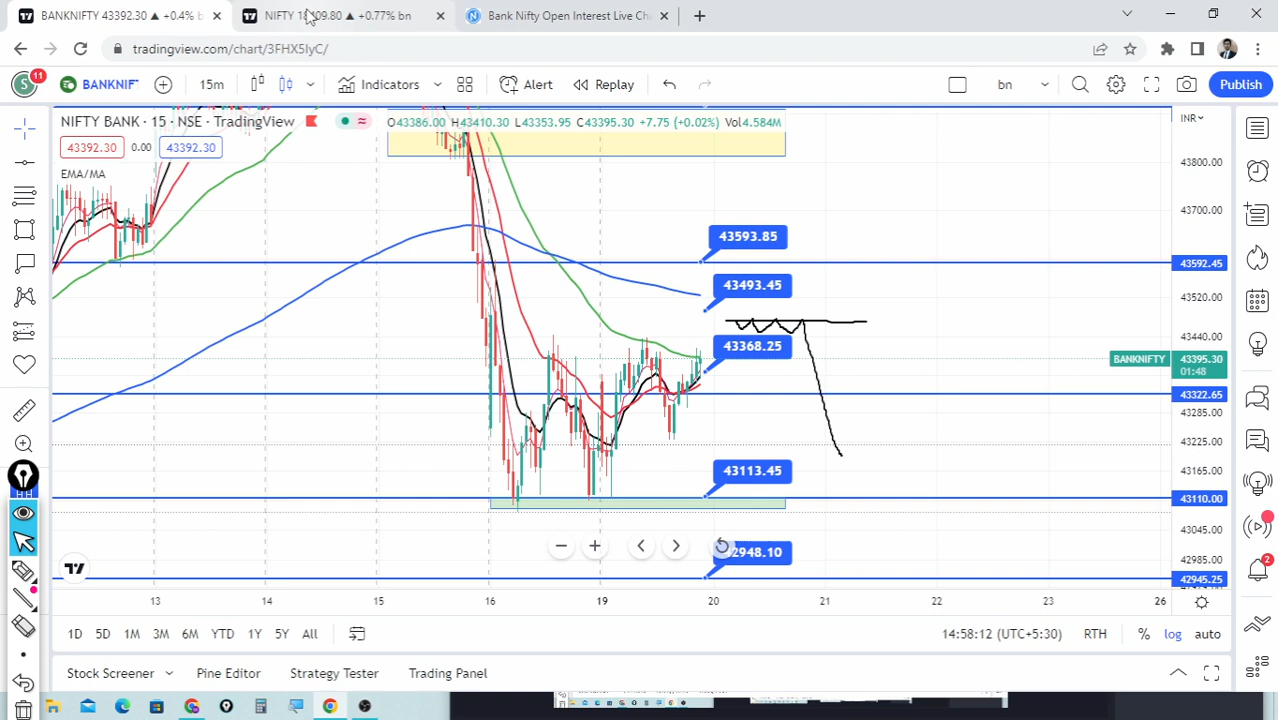 BANKNIFTY 43392.30 ▲ +0.4% b
NIFTY 18 09.80 ▲ +0.77% bn
Bank Nifty Open Interest Live Ch
tradingview.com/chart/3FHX5lyC/
S 11
BANKNIF
15m
Indicators
Alert
Replay
bn
Publish
NIFTY BANK · 15 · NSE · TradingView
O43386.00 H43410.30 L43353.95 C43395.30 +7.75 (+0.02%) Vol4.584M
INR
43392.30 0.00 43392.30
EMA/MA
43800.00
43700.00
43593.85
43592.45
43493.45
43520.00
43440.00
43368.25
BANKNIFTY 43395.30
01:48
43322.65
43285.00
43225.00
43113.45
43165.00
43110.00
43045.00
2948.10
42985.00
42945.25
13 14 15 16 19 20 21 22 23 26
1D 5D 1M 3M 6M YTD 1Y 5Y All
14:58:12 (UTC+5:30) RTH % log auto
Stock Screener Pine Editor Strategy Tester Trading Panel
2